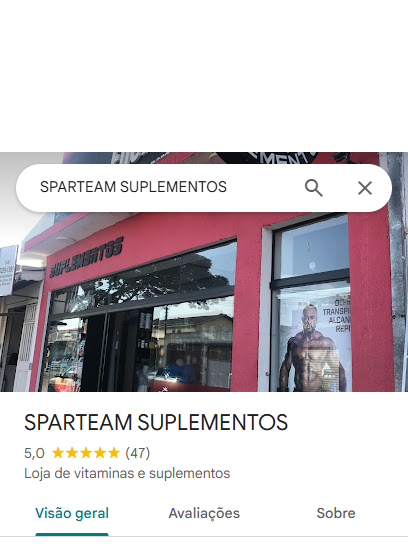 MENT
SPARTEAM SUPLEMENTOS
SUPLEMENTOS
TRANSPI
ALCAN
REPI
SPARTEAM SUPLEMENTOS
5,0 ★★★★★ (47)
Loja de vitaminas e suplementos
Visão geral Avaliações Sobre